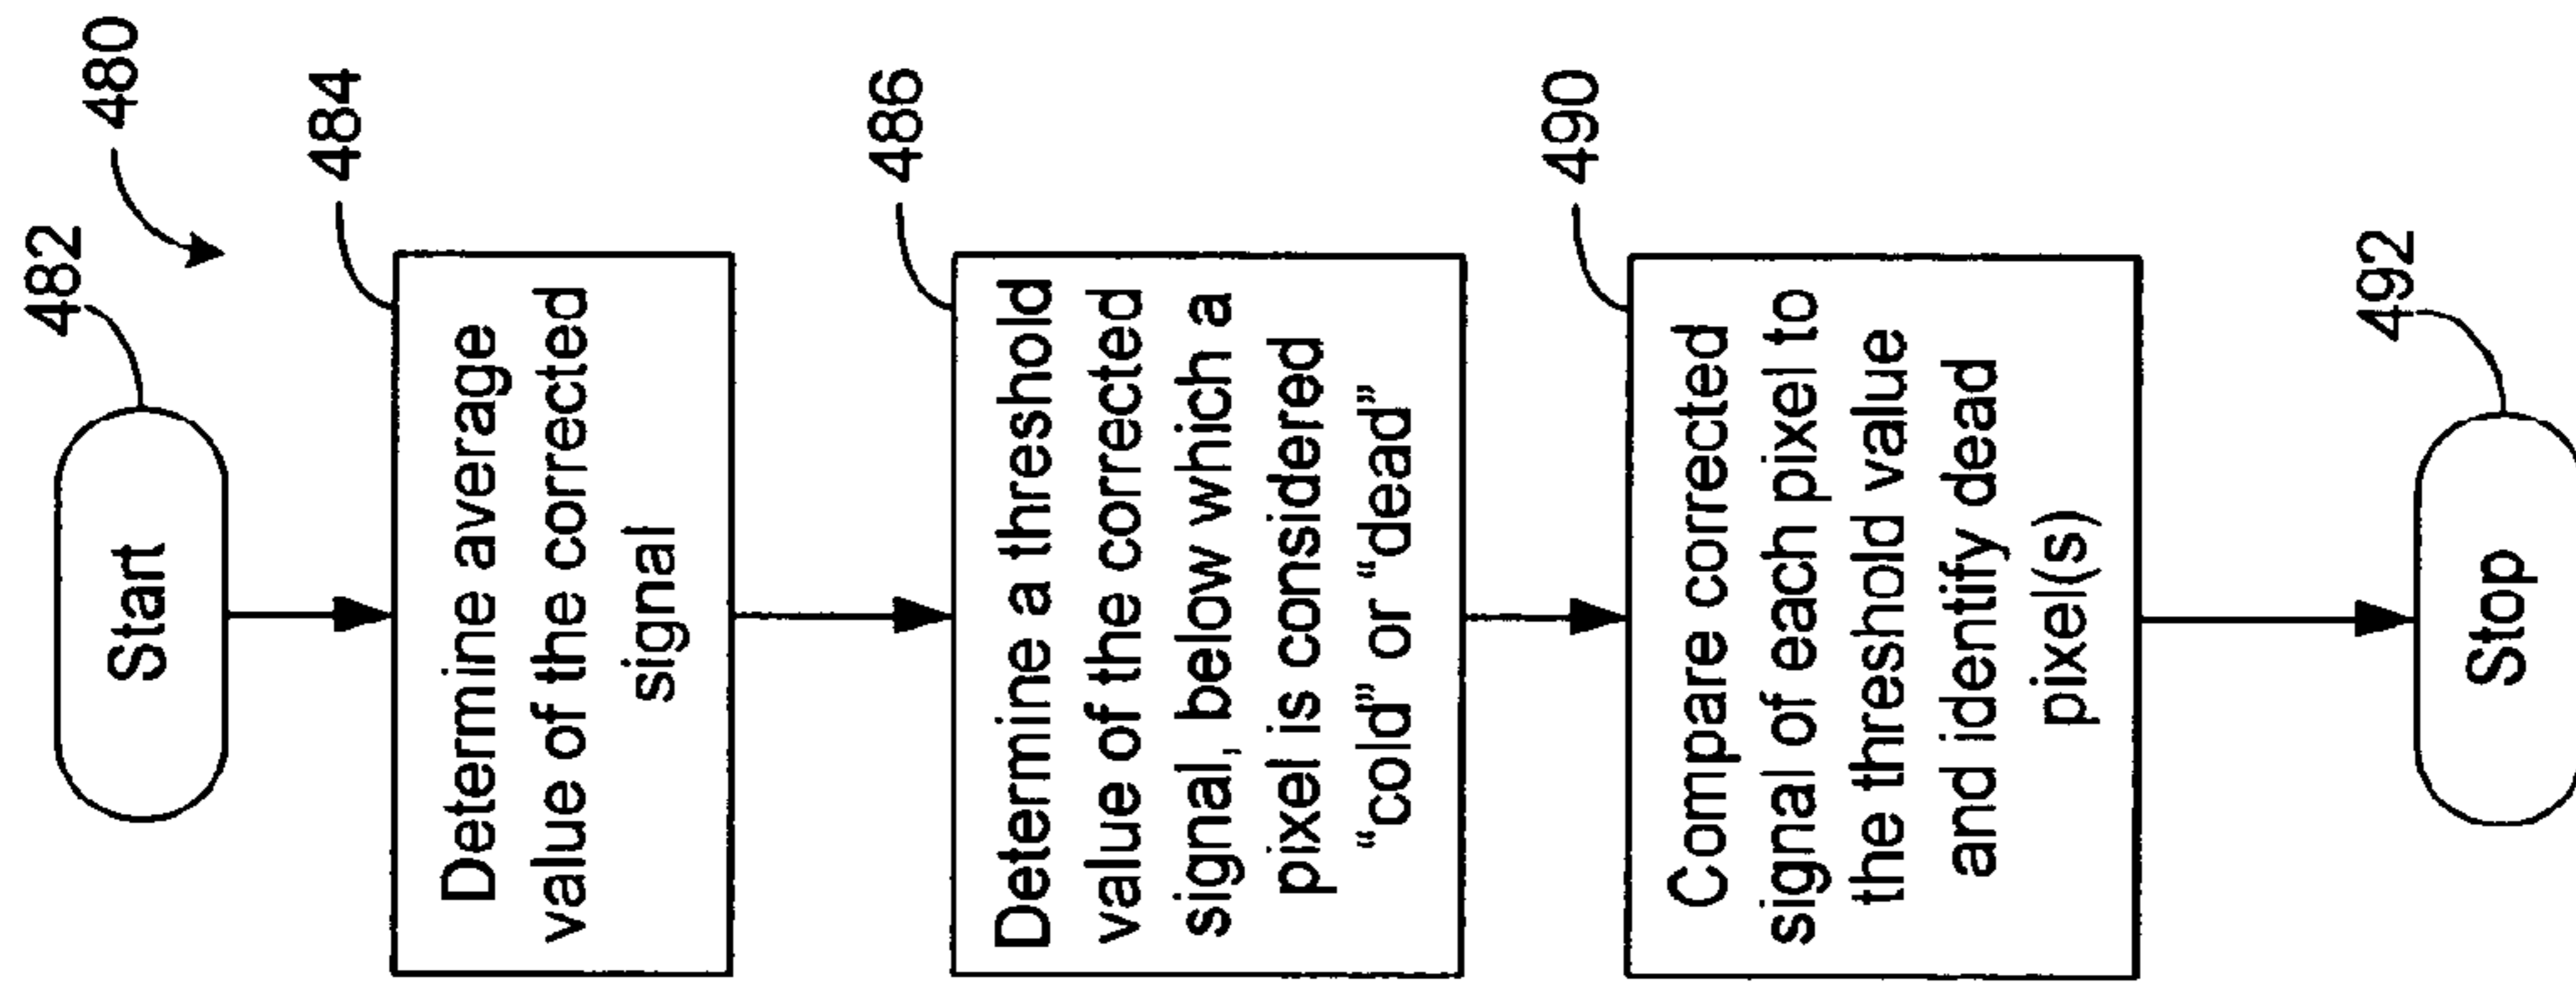 480
482
Start
484
Determine average
value of the corrected
signal
486
Determine a threshold
value of the corrected
signal, below which a
pixel is considered
“cold” or “dead”
490
Compare corrected
signal of each pixel to
the threshold value
and identify dead
pixel(s)
492
Stop